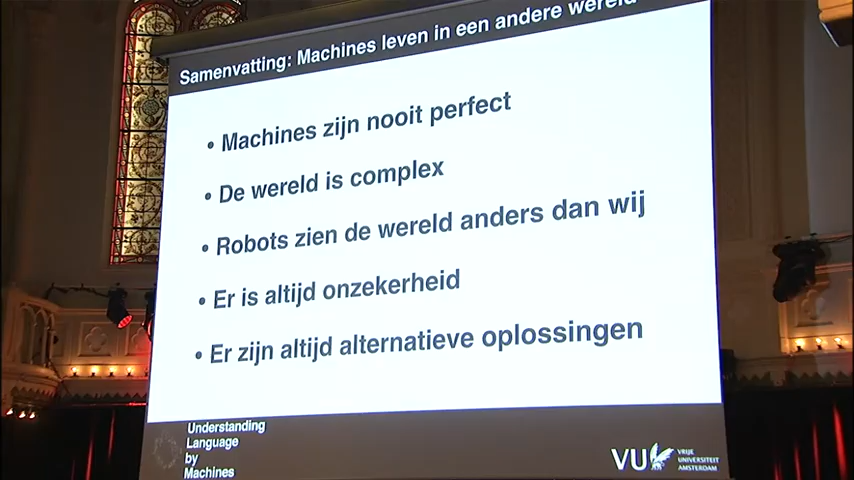 Samenvatting: Machines leven in een andere wereld
• Machines zijn nooit perfect
• De wereld is complex
• Robots zien de wereld anders dan wij
• Er is altijd onzekerheid
• Er zijn altijd alternatieve oplossingen
Understanding
Language
by
Machines
VU
VRIJE
UNIVERSITEIT
AMSTERDAM